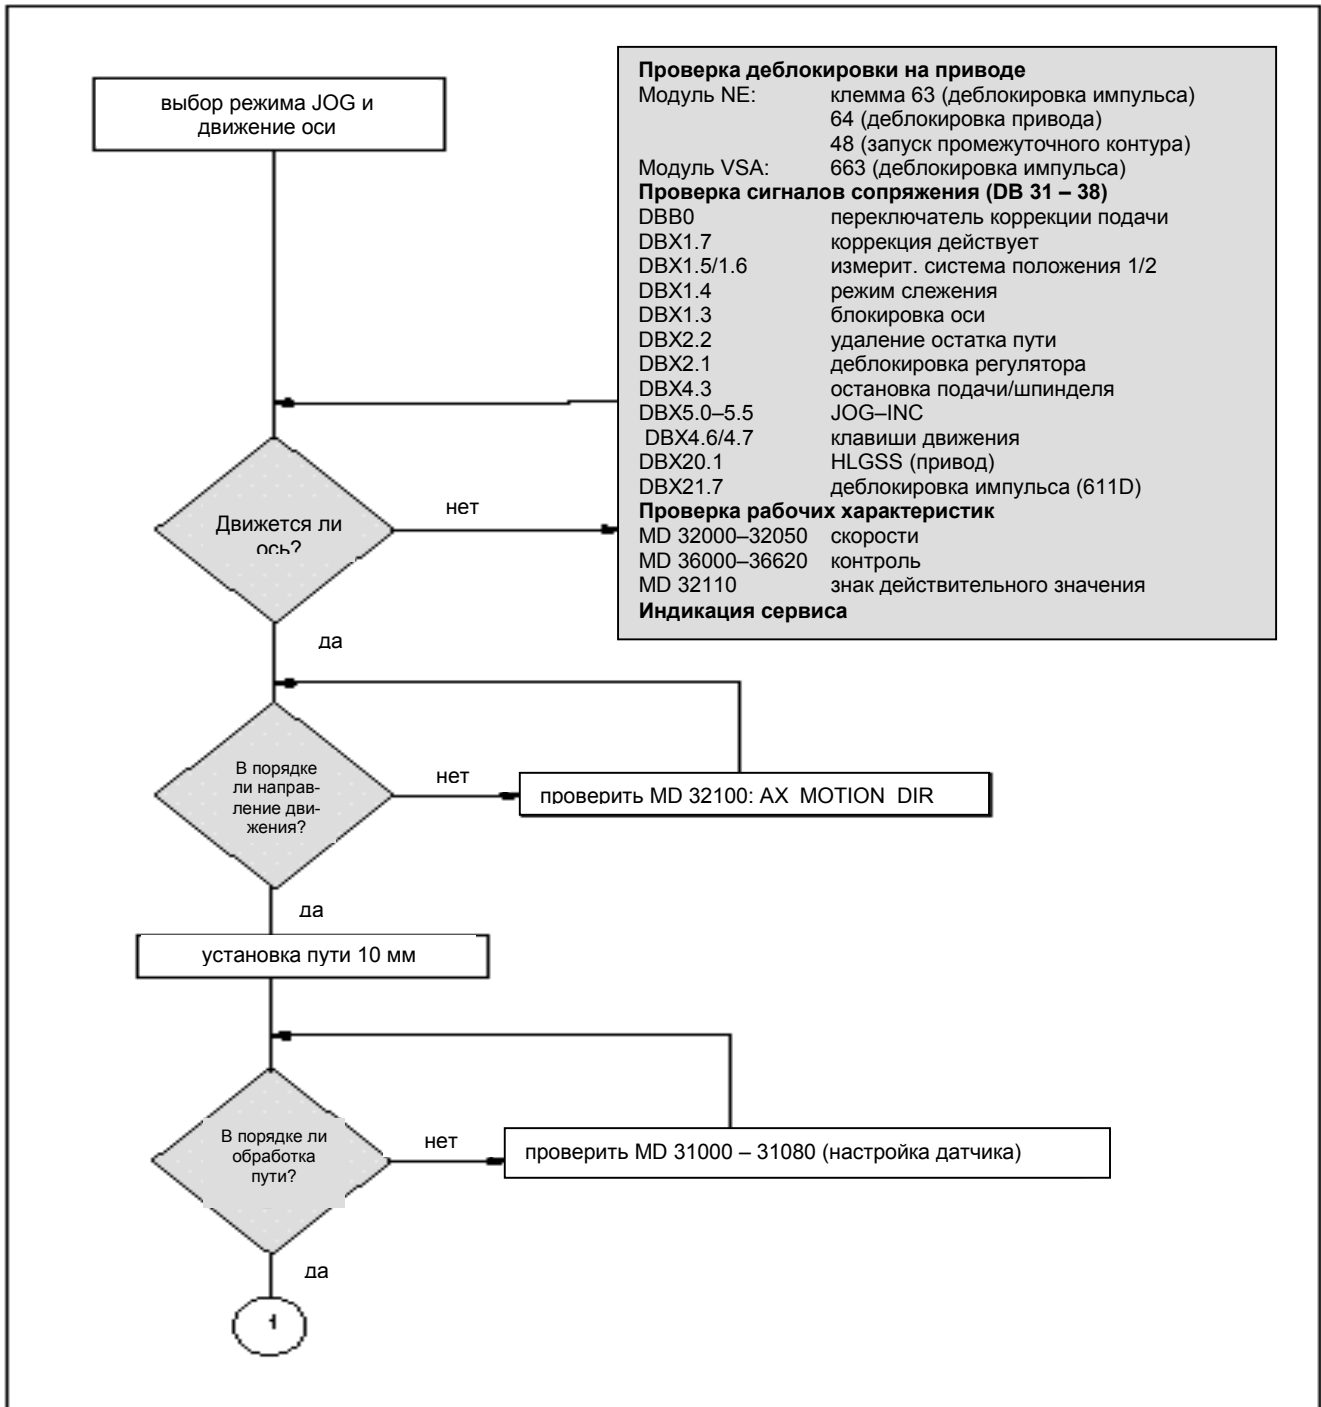 выбор режима JOG и
движение оси
Проверка деблокировки на приводе
Модуль NE: клемма 63 (деблокировка импульса)
64 (деблокировка привода)
48 (запуск промежуточного контура)
Модуль VSA: 663 (деблокировка импульса)
Проверка сигналов сопряжения (DB 31 – 38)
DBB0 переключатель коррекции подачи
DBX1.7 коррекция действует
DBX1.5/1.6 измерит. система положения 1/2
DBX1.4 режим слежения
DBX1.3 блокировка оси
DBX2.2 удаление остатка пути
DBX2.1 деблокировка регулятора
DBX4.3 остановка подачи/шпинделя
DBX5.0–5.5 JOG–INC
DBX4.6/4.7 клавиши движения
DBX20.1 HLGSS (привод)
DBX21.7 деблокировка импульса (611D)
Проверка рабочих характеристик
MD 32000–32050 скорости
MD 36000–36620 контроль
MD 32110 знак действительного значения
Индикация сервиса
Движется ли
ось?
нет
да
В порядке
ли направ-
ление дви-
жения?
нет
проверить MD 32100: AX_MOTION_DIR
да
установка пути 10 мм
В порядке ли
обработка
пути?
нет
проверить MD 31000 – 31080 (настройка датчика)
да
1